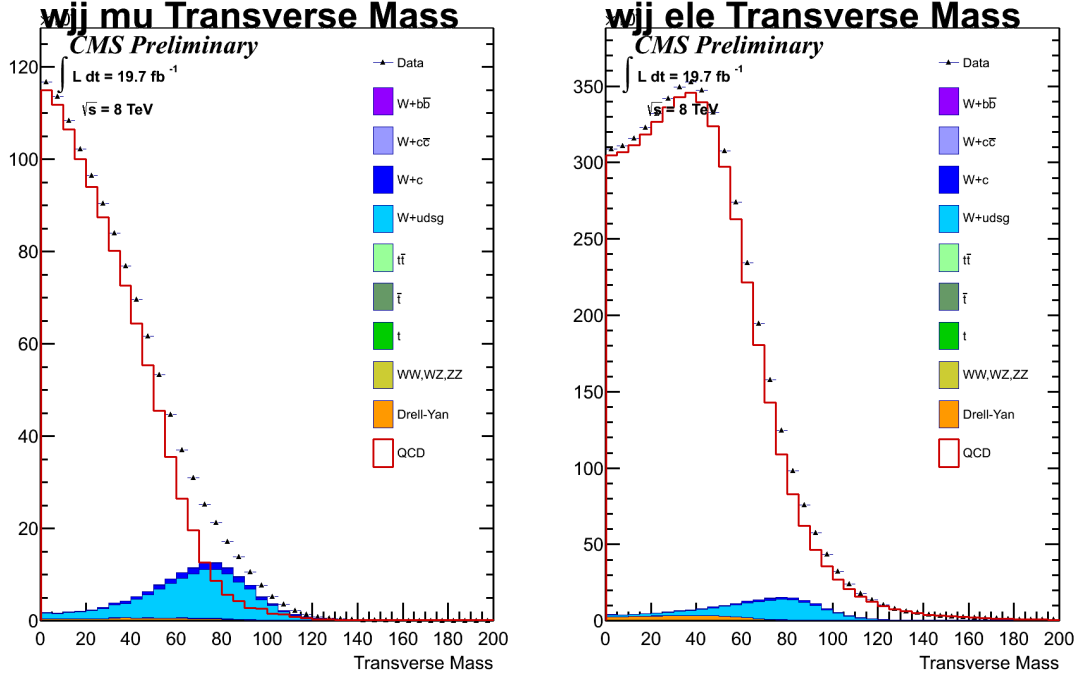 wjj mu Transverse Mass
CMS Preliminary
∫ L dt = 19.7 fb⁻¹
√s = 8 TeV
Data
W+bb̅
W+cc̅
W+c
W+udsg
tt̅
t̅
t
WW,WZ,ZZ
Drell-Yan
QCD
120
100
80
60
40
20
0
0 20 40 60 80 100 120 140 160 180 200
Transverse Mass
wjj ele Transverse Mass
CMS Preliminary
∫ L dt = 19.7 fb⁻¹
√s = 8 TeV
Data
W+bb̅
W+cc̅
W+c
W+udsg
tt̅
t̅
t
WW,WZ,ZZ
Drell-Yan
QCD
350
300
250
200
150
100
50
0
0 20 40 60 80 100 120 140 160 180 200
Transverse Mass